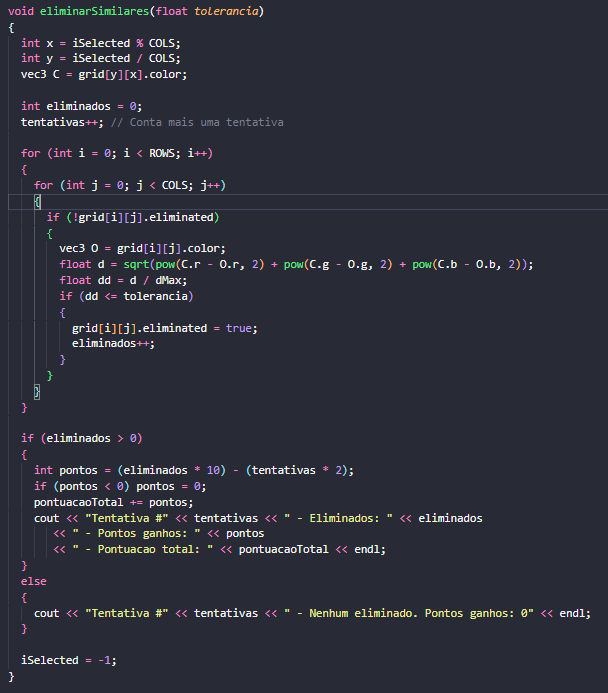 void eliminarSimilares(float tolerancia)
{
  int x = iSelected % COLS;
  int y = iSelected / COLS;
  vec3 C = grid[y][x].color;

  int eliminados = 0;
  tentativas++; // Conta mais uma tentativa

  for (int i = 0; i < ROWS; i++)
  {
    for (int j = 0; j < COLS; j++)
    {
      if (!grid[i][j].eliminated)
      {
        vec3 O = grid[i][j].color;
        float d = sqrt(pow(C.r - O.r, 2) + pow(C.g - O.g, 2) + pow(C.b - O.b, 2));
        float dd = d / dMax;
        if (dd <= tolerancia)
        {
          grid[i][j].eliminated = true;
          eliminados++;
        }
      }
    }
  }

  if (eliminados > 0)
  {
    int pontos = (eliminados * 10) - (tentativas * 2);
    if (pontos < 0) pontos = 0;
    pontuacaoTotal += pontos;
    cout << "Tentativa #" << tentativas << " - Eliminados: " << eliminados
       << " - Pontos ganhos: " << pontos
       << " - Pontuacao total: " << pontuacaoTotal << endl;
  }
  else
  {
    cout << "Tentativa #" << tentativas << " - Nenhum eliminado. Pontos ganhos: 0" << endl;
  }

  iSelected = -1;
}